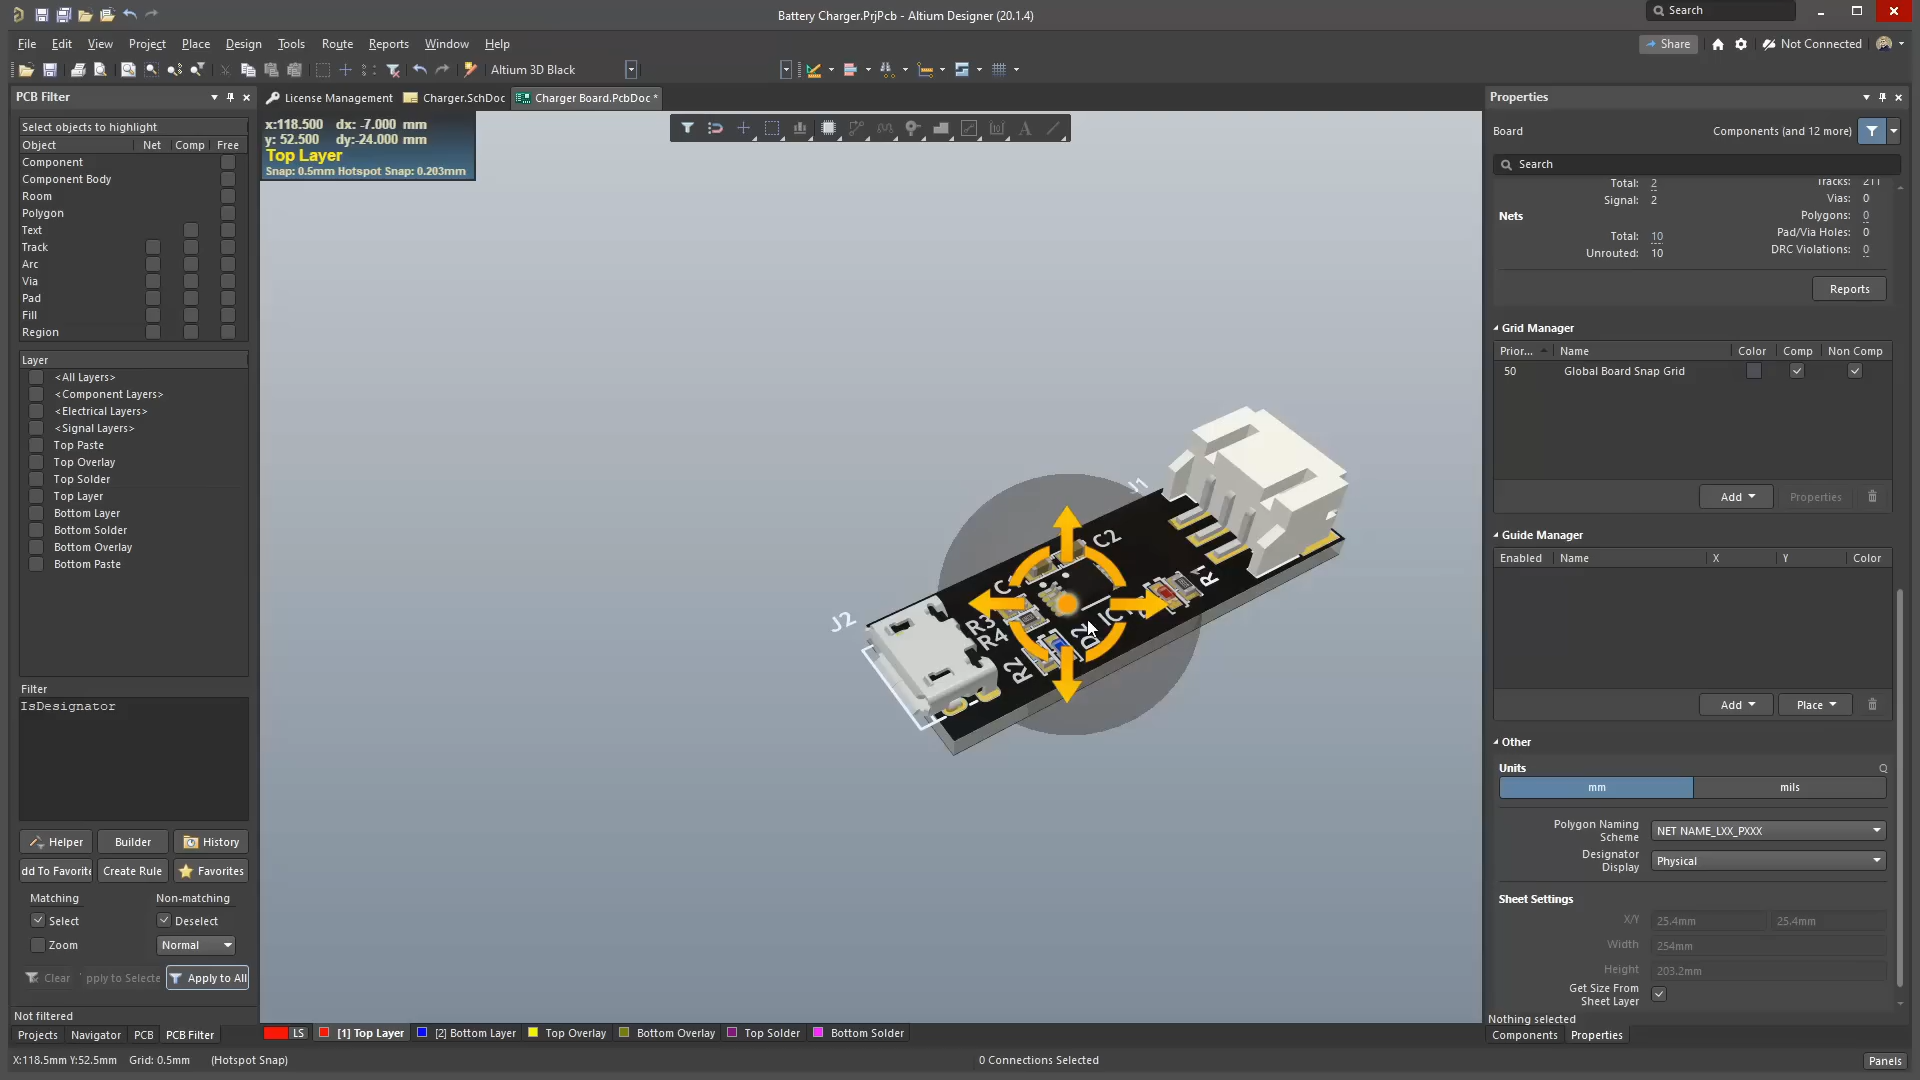 Battery Charger.PrjPcb - Altium Designer (20.1.4)
Search
File Edit View Project Place Design Tools Route Reports Window Help
Share
Not Connected
Altium 3D Black
PCB Filter
License Management
Charger.SchDoc
Charger Board.PcbDoc *
Properties
Select objects to highlight
Object Net Comp Free
Component
Component Body
Room
Polygon
Text
Track
Arc
Via
Pad
Fill
Region
Layer
<All Layers>
<Component Layers>
<Electrical Layers>
<Signal Layers>
Top Paste
Top Overlay
Top Solder
Top Layer
Bottom Layer
Bottom Solder
Bottom Overlay
Bottom Paste
Filter
IsDesignator
Helper Builder History
dd To Favorite Create Rule Favorites
Matching Non-matching
Select Deselect
Zoom Normal
Clear pply to Selecte Apply to All
Not filtered
Projects Navigator PCB PCB Filter
x:118.500 dx: -7.000 mm
y: 52.500 dy:-24.000 mm
Top Layer
Snap: 0.5mm Hotspot Snap: 0.203mm
J1
C2
R1
J2
R3
R4
R2
D2
LS [1] Top Layer [2] Bottom Layer Top Overlay Bottom Overlay Top Solder Bottom Solder
Board Components (and 12 more)
Search
Total: 2 Tracks: 211
Signal: 2 Vias: 0
Nets Polygons: 0
Total: 10 Pad/Via Holes: 0
Unrouted: 10 DRC Violations: 0
Reports
Grid Manager
Prior... Name Color Comp Non Comp
50 Global Board Snap Grid
Add Properties
Guide Manager
Enabled Name X Y Color
Add Place
Other
Units
mm mils
Polygon Naming Scheme NET NAME_LXX_PXXX
Designator Display Physical
Sheet Settings
X/Y 25.4mm 25.4mm
Width 254mm
Height 203.2mm
Get Size From Sheet Layer
Nothing selected
Components Properties
X:118.5mm Y:52.5mm Grid: 0.5mm (Hotspot Snap)
0 Connections Selected
Panels